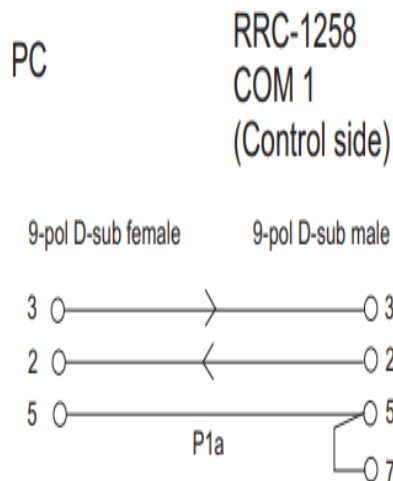 PC
RRC-1258
COM 1
(Control side)
9-pol D-sub female
9-pol D-sub male
3 3
2 2
5 5
P1a
7